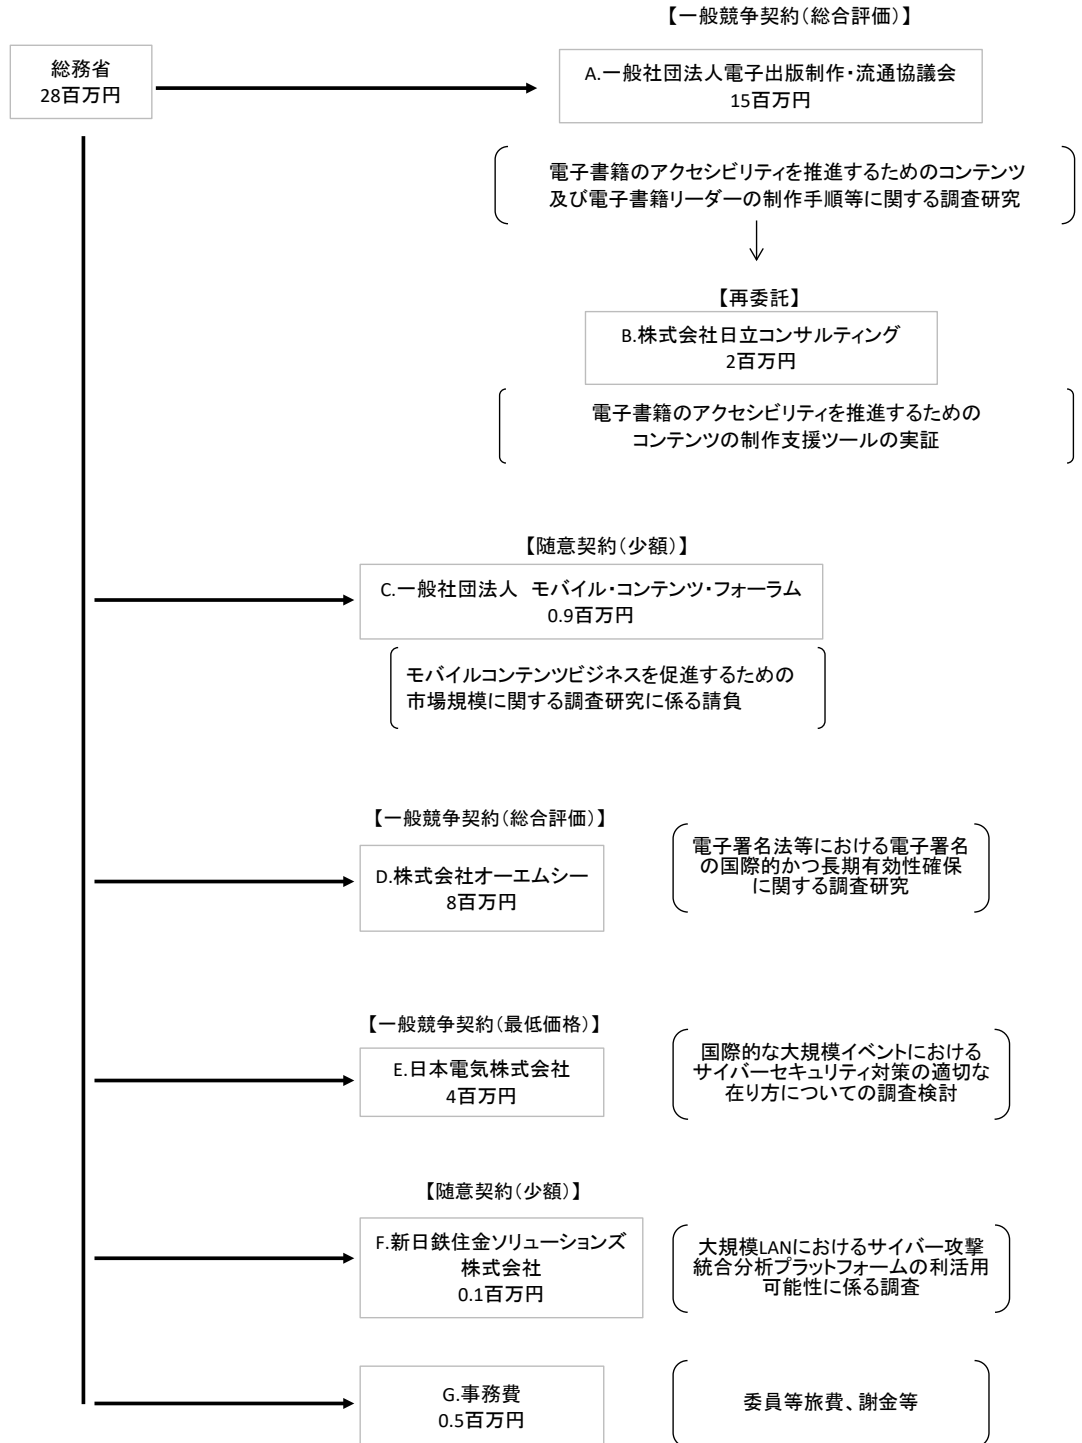 【一般競争契約(総合評価)】
総務省
28百万円
A.一般社団法人電子出版制作・流通協議会
15百万円
電子書籍のアクセシビリティを推進するためのコンテンツ
及び電子書籍リーダーの制作手順等に関する調査研究
【再委託】
B.株式会社日立コンサルティング
2百万円
電子書籍のアクセシビリティを推進するための
コンテンツの制作支援ツールの実証
【随意契約(少額)】
C.一般社団法人　モバイル・コンテンツ・フォーラム
0.9百万円
モバイルコンテンツビジネスを促進するための
市場規模に関する調査研究に係る請負
【一般競争契約(総合評価)】
D.株式会社オーエムシー
8百万円
電子署名法等における電子署名
の国際的かつ長期有効性確保
に関する調査研究
【一般競争契約(最低価格)】
E.日本電気株式会社
4百万円
国際的な大規模イベントにおける
サイバーセキュリティ対策の適切な
在り方についての調査検討
【随意契約(少額)】
F.新日鉄住金ソリューションズ
株式会社
0.1百万円
大規模LANにおけるサイバー攻撃
統合分析プラットフォームの利活用
可能性に係る調査
G.事務費
0.5百万円
委員等旅費、謝金等